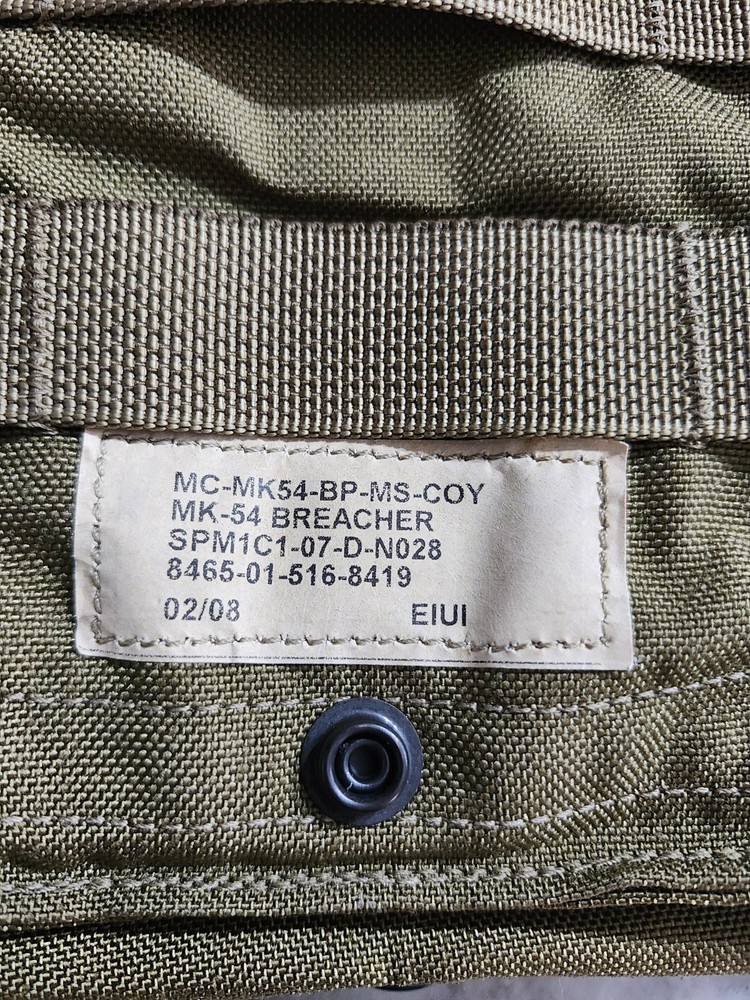 MC-MK54-BP-MS-COY
MK-54 BREACHER
SPM1C1-07-D-N028
8465-01-516-8419
02/08 EIUI